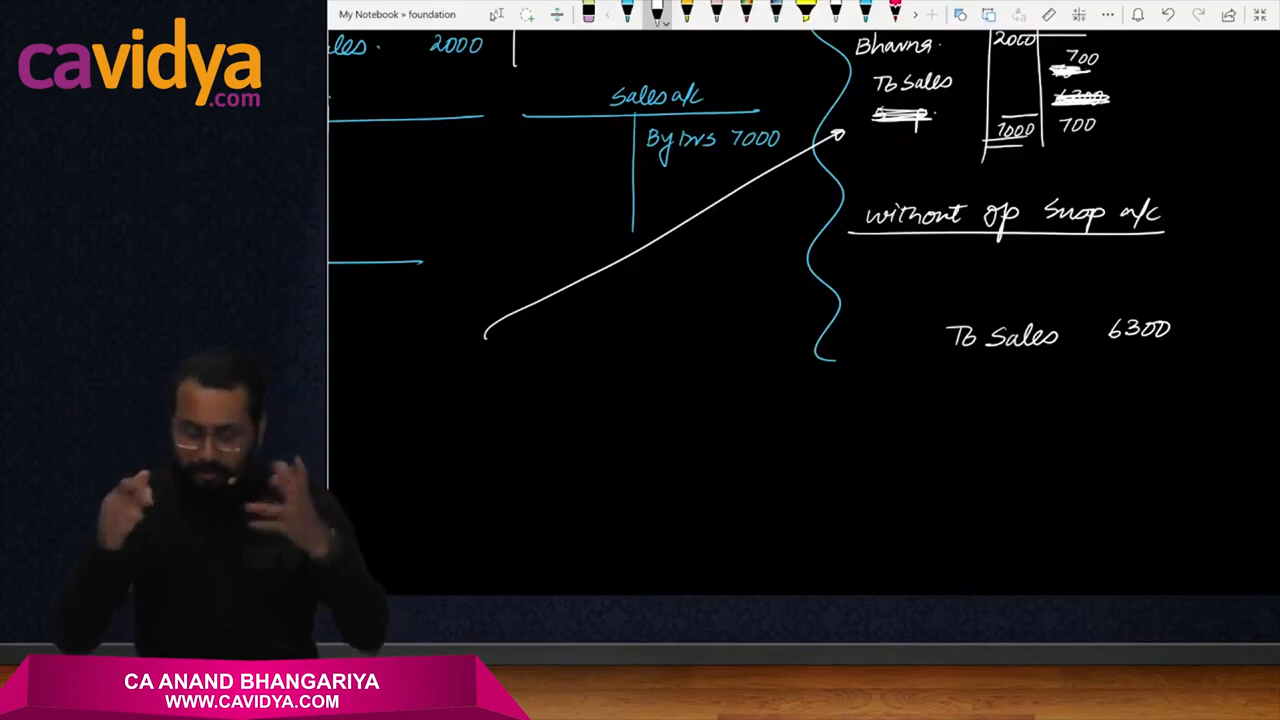 cavidya
.com
My Notebook » foundation
ales. 2000
Sales a/c
By Drs 7000
Bhavna. 2000
700
To Sales
7000 700
without op Susp a/c
To Sales 6300
CA ANAND BHANGARIYA
WWW.CAVIDYA.COM